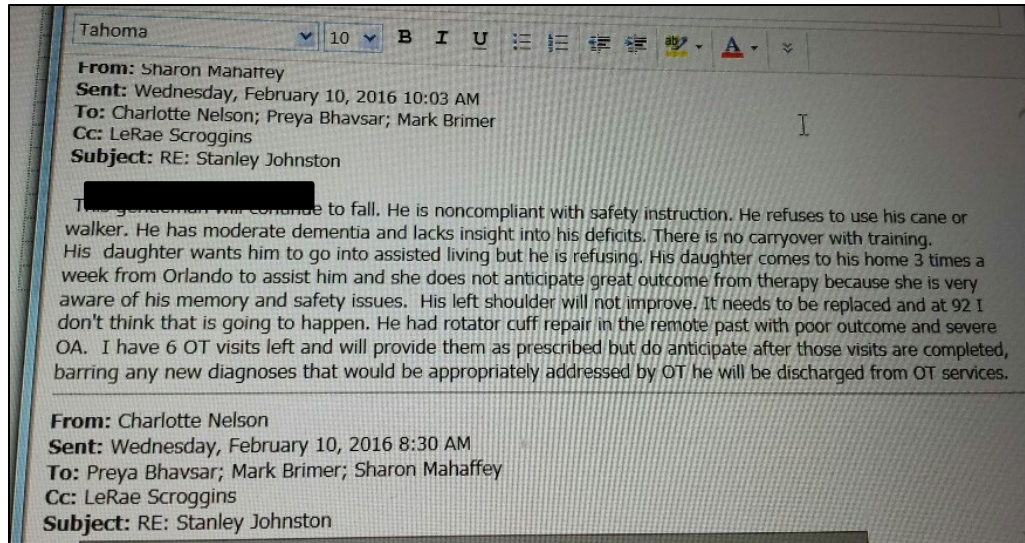 Tahoma 10 B I U
From: Sharon Mahaffey
Sent: Wednesday, February 10, 2016 10:03 AM
To: Charlotte Nelson; Preya Bhavsar; Mark Brimer
Cc: LeRae Scroggins
Subject: RE: Stanley Johnston
to fall. He is noncompliant with safety instruction. He refuses to use his cane or
walker. He has moderate dementia and lacks insight into his deficits. There is no carryover with training.
His daughter wants him to go into assisted living but he is refusing. His daughter comes to his home 3 times a
week from Orlando to assist him and she does not anticipate great outcome from therapy because she is very
aware of his memory and safety issues. His left shoulder will not improve. It needs to be replaced and at 92 I
don't think that is going to happen. He had rotator cuff repair in the remote past with poor outcome and severe
OA. I have 6 OT visits left and will provide them as prescribed but do anticipate after those visits are completed,
barring any new diagnoses that would be appropriately addressed by OT he will be discharged from OT services.
From: Charlotte Nelson
Sent: Wednesday, February 10, 2016 8:30 AM
To: Preya Bhavsar; Mark Brimer; Sharon Mahaffey
Cc: LeRae Scroggins
Subject: RE: Stanley Johnston